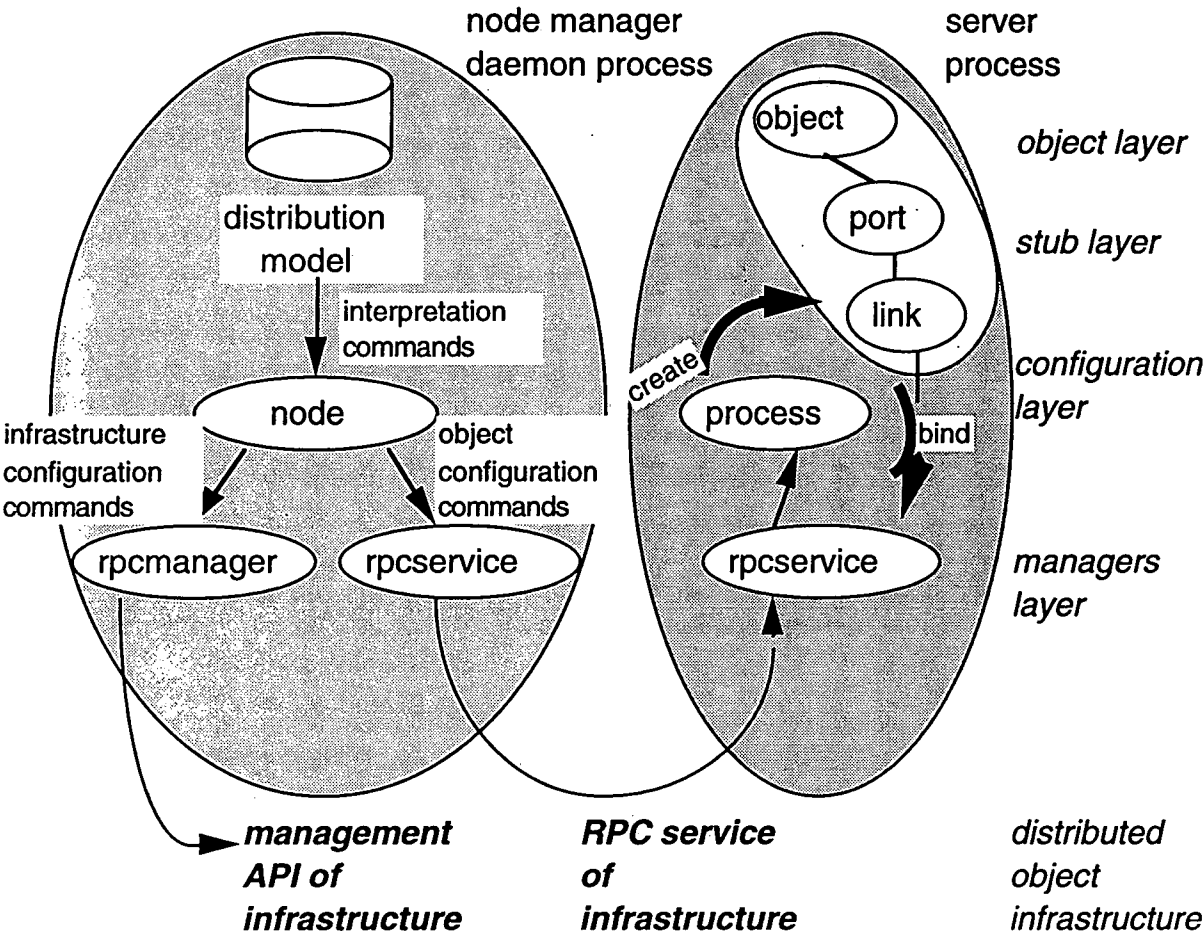 node manager
daemon process
server
process
object
object layer
distribution
model
port
stub layer
interpretation
commands
link
create
configuration
layer
node
process
bind
infrastructure
configuration
commands
object
configuration
commands
rpcmanager
rpcservice
rpcservice
managers
layer
management
API of
infrastructure
RPC service
of
infrastructure
distributed
object
infrastructure